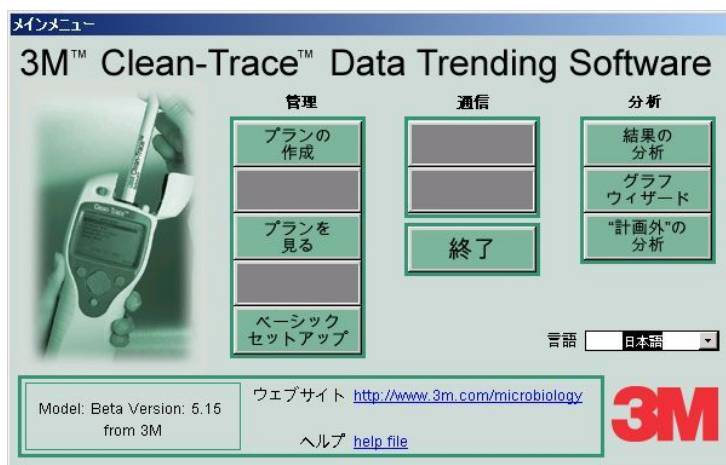 メインメニュー
3M™ Clean-Trace™ Data Trending Software
管理
プランの
作成
プランを
見る
ベーシック
セットアップ
通信
終了
分析
結果の
分析
グラフ
ウィザード
“計画外”の
分析
言語 日本語
Model: Beta Version: 5.15
from 3M
ウェブサイト http://www.3m.com/microbiology
ヘルプ help file
3M
Clean-Trace